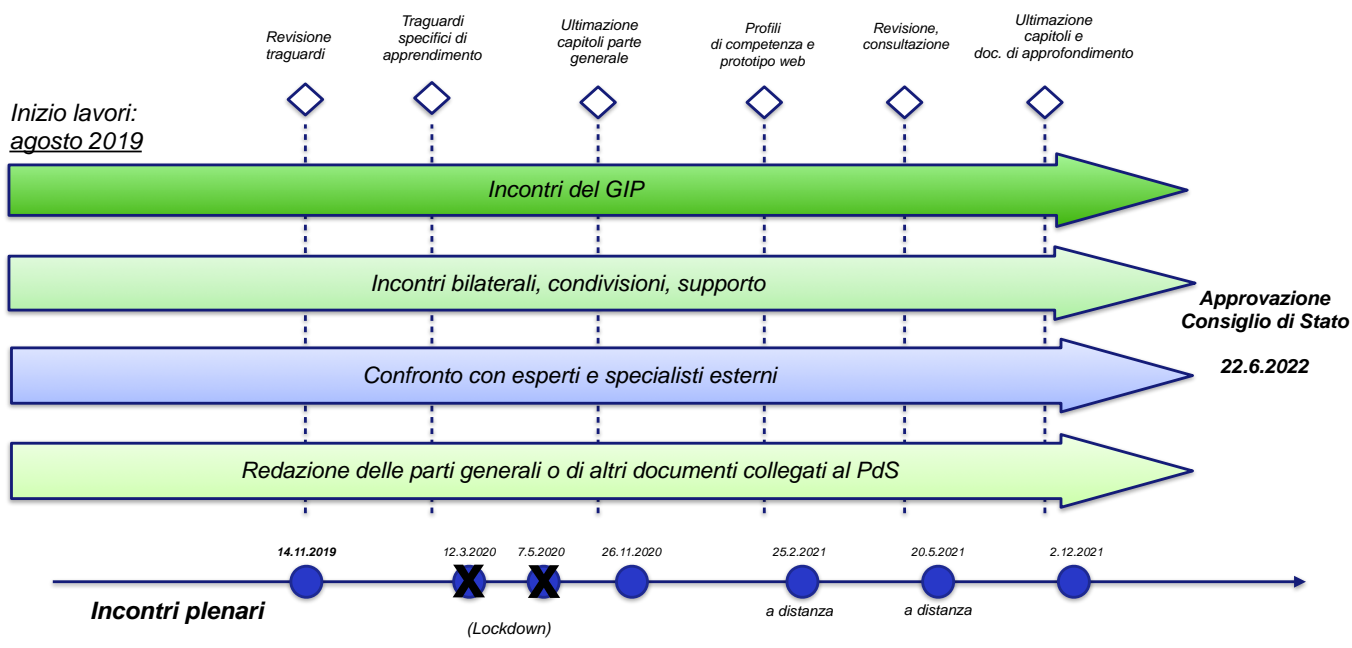 Revisione
traguardi
Traguardi
specifici di
apprendimento
Ultimazione
capitoli parte
generale
Profili
di competenza e
prototipo web
Revisione,
consultazione
Ultimazione
capitoli e
doc. di approfondimento
Inizio lavori:
agosto 2019
Incontri del GIP
Incontri bilaterali, condivisioni, supporto
Confronto con esperti e specialisti esterni
Redazione delle parti generali o di altri documenti collegati al PdS
Approvazione
Consiglio di Stato
22.6.2022
14.11.2019
12.3.2020
7.5.2020
26.11.2020
25.2.2021
20.5.2021
2.12.2021
X
X
Incontri plenari
(Lockdown)
a distanza
a distanza